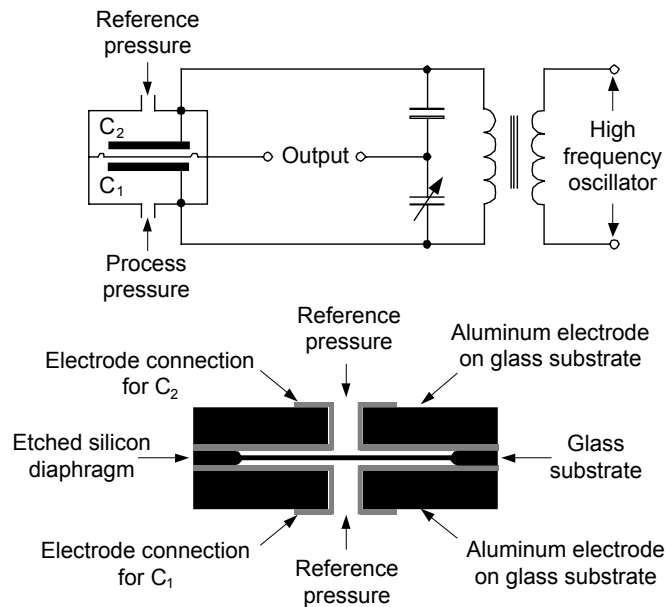 Reference
pressure
C2
C1
Output
High
frequency
oscillator
Process
pressure
Reference
pressure
Electrode connection
for C2
Aluminum electrode
on glass substrate
Etched silicon
diaphragm
Glass
substrate
Electrode connection
for C1
Reference
pressure
Aluminum electrode
on glass substrate